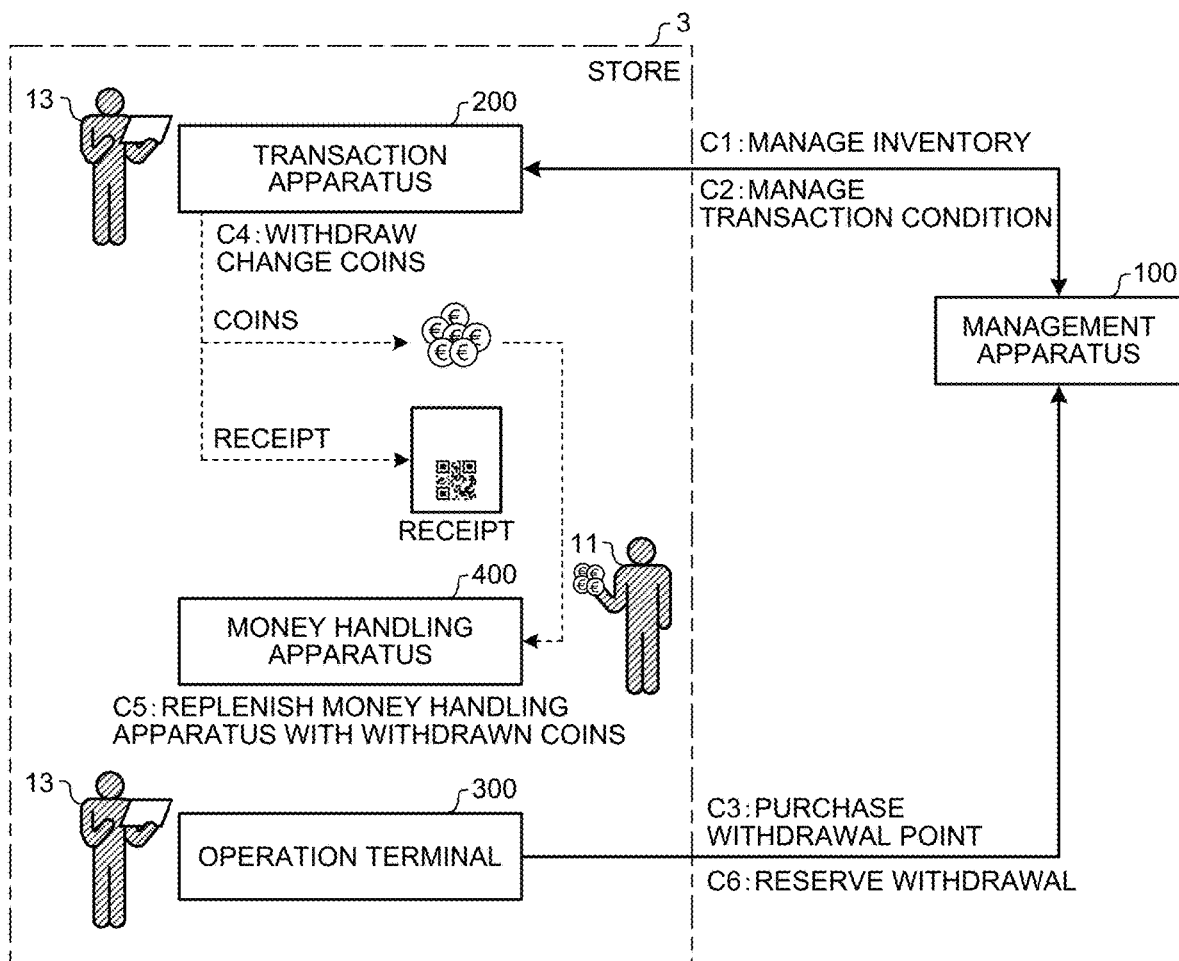 3
STORE
13
200
TRANSACTION
APPARATUS
C1:MANAGE INVENTORY
C2:MANAGE
TRANSACTION CONDITION
C4:WITHDRAW
CHANGE COINS
100
MANAGEMENT
APPARATUS
COINS
€ € € € € €
RECEIPT
RECEIPT
11
€ € € €
400
MONEY HANDLING
APPARATUS
C5:REPLENISH MONEY HANDLING
APPARATUS WITH WITHDRAWN COINS
13
300
OPERATION TERMINAL
C3:PURCHASE
WITHDRAWAL POINT
C6:RESERVE WITHDRAWAL